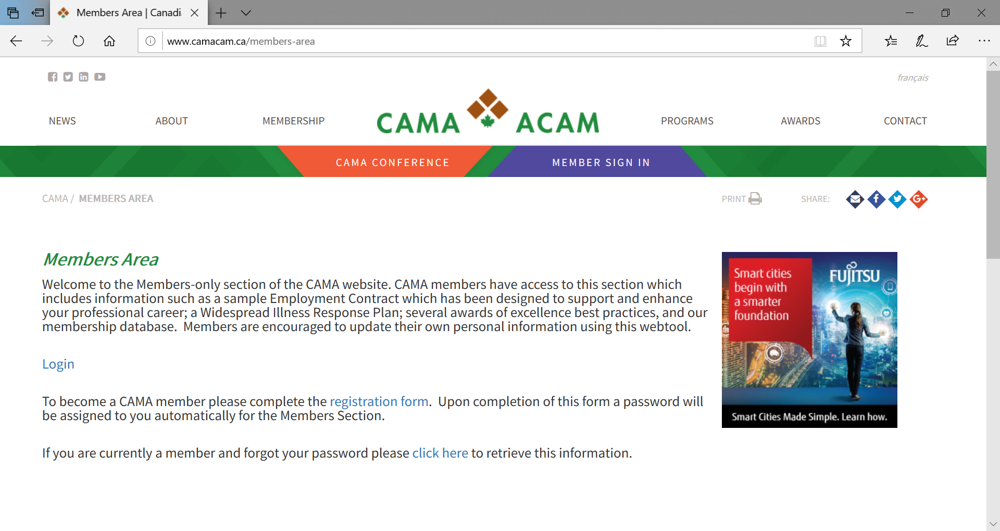 Members Area | Canadi
www.camacam.ca/members-area
français
NEWS ABOUT MEMBERSHIP CAMA ACAM PROGRAMS AWARDS CONTACT
CAMA CONFERENCE MEMBER SIGN IN
CAMA / MEMBERS AREA PRINT SHARE:
Members Area
Welcome to the Members-only section of the CAMA website. CAMA members have access to this section which
includes information such as a sample Employment Contract which has been designed to support and enhance
your professional career; a Widespread Illness Response Plan; several awards of excellence best practices, and our
membership database.  Members are encouraged to update their own personal information using this webtool.
Login
To become a CAMA member please complete the registration form.  Upon completion of this form a password will
be assigned to you automatically for the Members Section.
If you are currently a member and forgot your password please click here to retrieve this information.
Smart cities
begin with
a smarter
foundation
FUJITSU
Smart Cities Made Simple. Learn how.